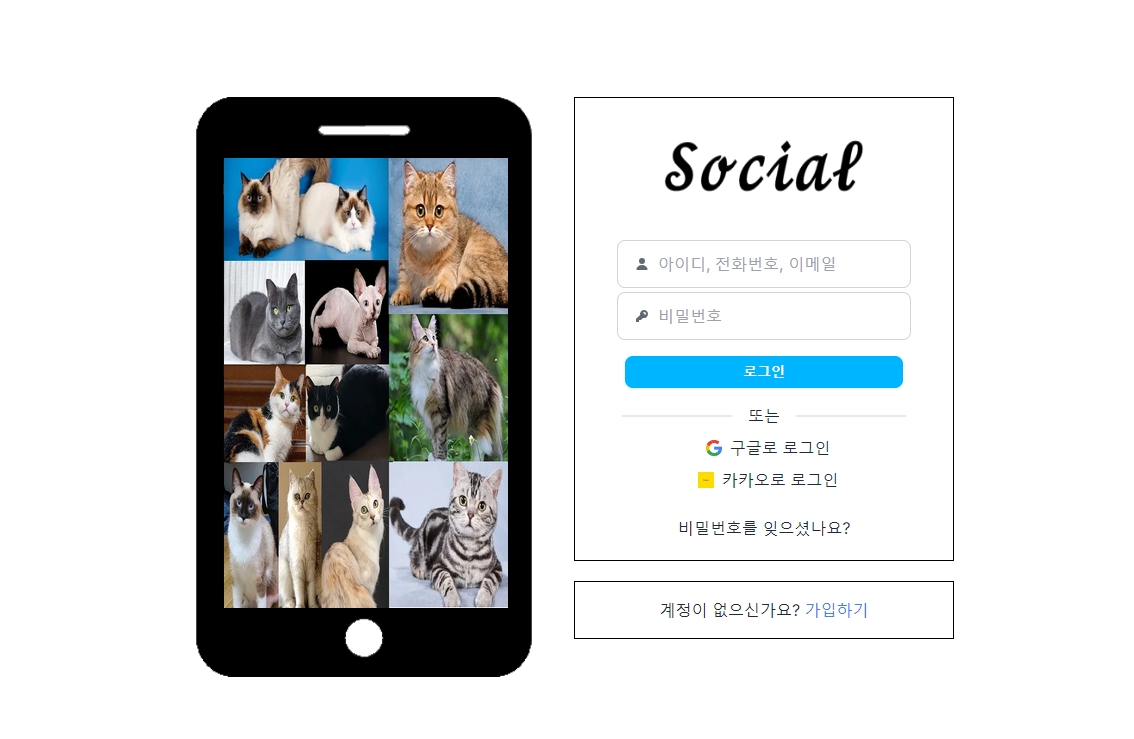 Social
아이디, 전화번호, 이메일
비밀번호
로그인
또는
구글로 로그인
카카오로 로그인
비밀번호를 잊으셨나요?
계정이 없으신가요? 가입하기